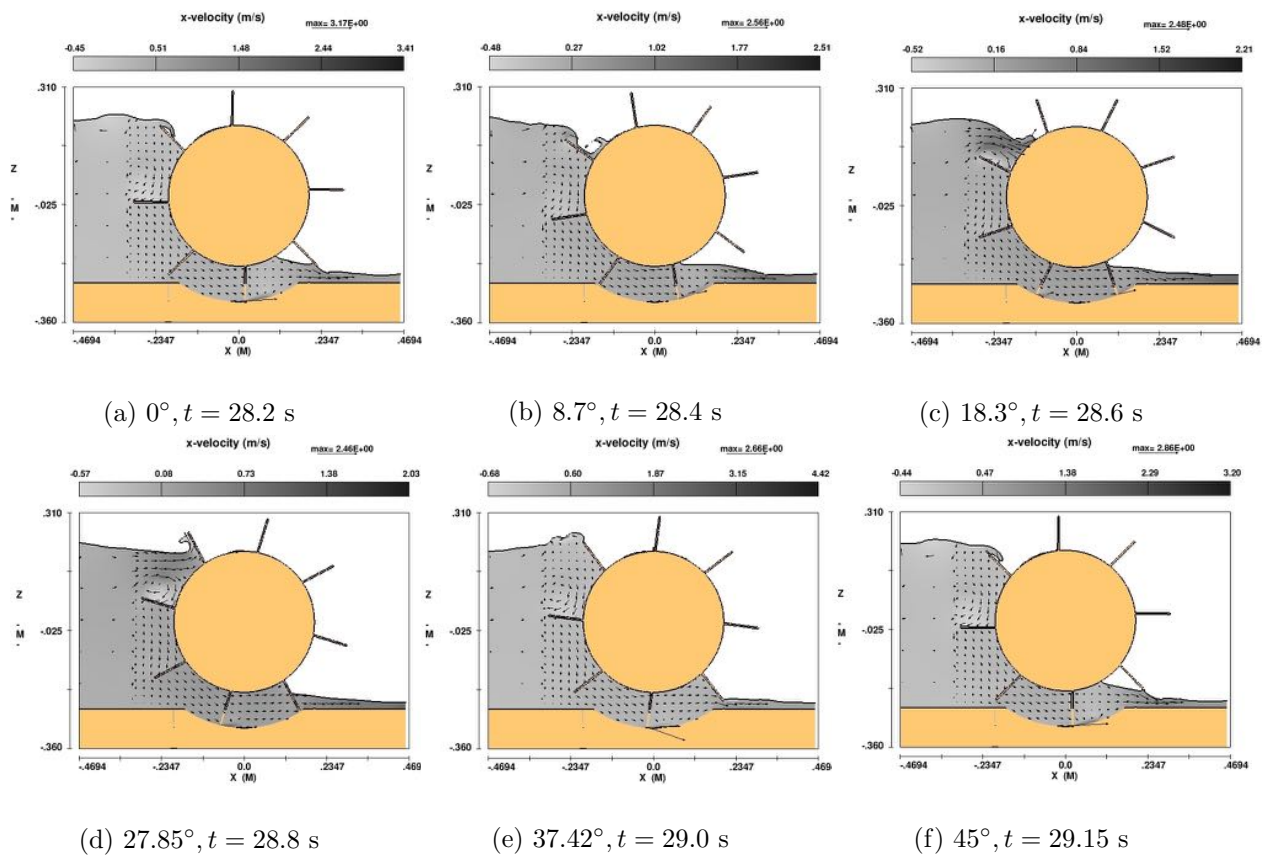 x-velocity (m/s) max= 3.17E+00
-0.45 0.51 1.48 2.44 3.41
.310
Z
-.025
M
-.360
-.4694 -.2347 0.0 .2347 .4694
X (M)
(a) 0°, t = 28.2 s
x-velocity (m/s) max= 2.56E+00
-0.48 0.27 1.02 1.77 2.51
.310
Z
-.025
M
-.360
-.4694 -.2347 0.0 .2347 .4694
X (M)
(b) 8.7°, t = 28.4 s
x-velocity (m/s) max= 2.48E+00
-0.52 0.16 0.84 1.52 2.21
.310
Z
-.025
M
-.360
-.4694 -.2347 0.0 .2347 .4694
X (M)
(c) 18.3°, t = 28.6 s
x-velocity (m/s) max= 2.46E+00
-0.57 0.08 0.73 1.38 2.03
.310
Z
-.025
M
-.360
-.4694 -.2347 0.0 .2347 .469
X (M)
(d) 27.85°, t = 28.8 s
x-velocity (m/s) max= 2.66E+00
-0.68 0.60 1.87 3.15 4.42
.310
Z
-.025
M
-.360
-.4694 -.2347 0.0 .2347 .4694
X (M)
(e) 37.42°, t = 29.0 s
x-velocity (m/s) max= 2.86E+00
-0.44 0.47 1.38 2.29 3.20
.310
Z
-.025
M
-.360
-.4694 -.2347 0.0 .2347 .4694
X (M)
(f) 45°, t = 29.15 s